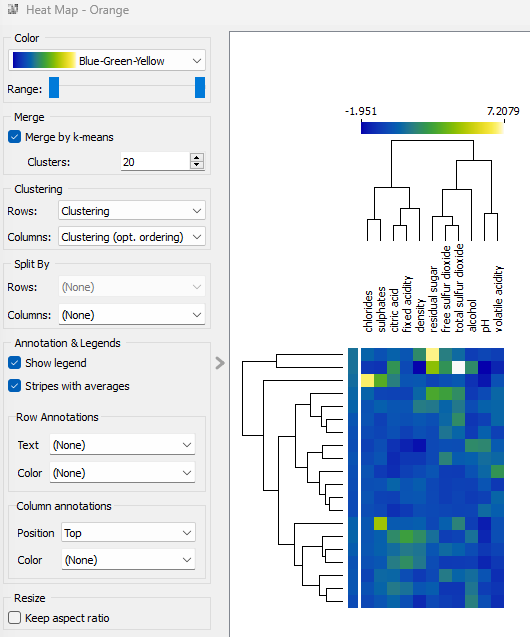 Heat Map - Orange
Color
Blue-Green-Yellow
Range:
Merge
Merge by k-means
Clusters: 20
Clustering
Rows: Clustering
Columns: Clustering (opt. ordering)
Split By
Rows: (None)
Columns: (None)
Annotation & Legends
Show legend
Stripes with averages
Row Annotations
Text (None)
Color (None)
Column annotations
Position Top
Color (None)
Resize
Keep aspect ratio
-1.951 7.2079
chlorides
sulphates
citric acid
fixed acidity
density
residual sugar
free sulfur dioxide
total sulfur dioxide
alcohol
pH
volatile acidity